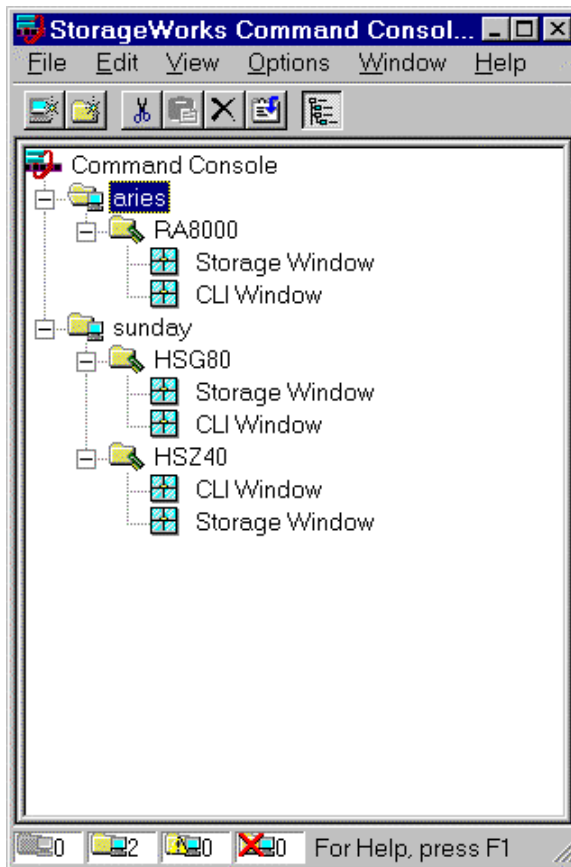 StorageWorks Command Consol...
File Edit View Options Window Help
Command Console
aries
RA8000
Storage Window
CLI Window
sunday
HSG80
Storage Window
CLI Window
HSZ40
CLI Window
Storage Window
0 2 0 0 For Help, press F1